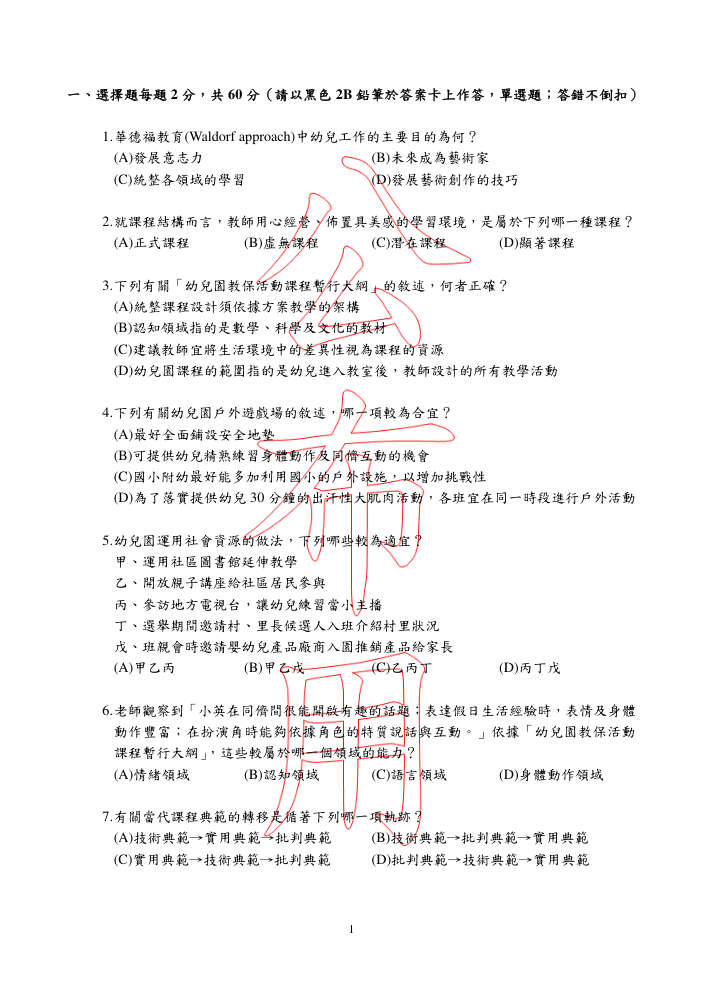 一、選擇題每題 2 分，共 60 分（請以黑色 2B 鉛筆於答案卡上作答，單選題；答錯不倒扣）
1.華德福教育(Waldorf approach)中幼兒工作的主要目的為何？
(A)發展意志力 (B)未來成為藝術家
(C)統整各領域的學習 (D)發展藝術創作的技巧
2.就課程結構而言，教師用心經營、佈置具美感的學習環境，是屬於下列哪一種課程？
(A)正式課程 (B)虛無課程 (C)潛在課程 (D)顯著課程
3.下列有關「幼兒園教保活動課程暫行大綱」的敘述，何者正確？
(A)統整課程設計須依據方案教學的架構
(B)認知領域指的是數學、科學及文化的教材
(C)建議教師宜將生活環境中的差異性視為課程的資源
(D)幼兒園課程的範圍指的是幼兒進入教室後，教師設計的所有教學活動
4.下列有關幼兒園戶外遊戲場的敘述，哪一項較為合宜？
(A)最好全面鋪設安全地墊
(B)可提供幼兒精熟練習身體動作及同儕互動的機會
(C)國小附幼最好能多加利用國小的戶外設施，以增加挑戰性
(D)為了落實提供幼兒 30 分鐘的出汗性大肌肉活動，各班宜在同一時段進行戶外活動
5.幼兒園運用社會資源的做法，下列哪些較為適宜？
甲、運用社區圖書館延伸教學
乙、開放親子講座給社區居民參與
丙、參訪地方電視台，讓幼兒練習當小主播
丁、選舉期間邀請村、里長候選人入班介紹村里狀況
戊、班親會時邀請嬰幼兒產品廠商入園推銷產品給家長
(A)甲乙丙 (B)甲乙戊 (C)乙丙丁 (D)丙丁戊
6.老師觀察到「小英在同儕間很能開啟有趣的話題；表達假日生活經驗時，表情及身體
動作豐富；在扮演角時能夠依據角色的特質說話與互動。」依據「幼兒園教保活動
課程暫行大綱」，這些較屬於哪一個領域的能力？
(A)情緒領域 (B)認知領域 (C)語言領域 (D)身體動作領域
7.有關當代課程典範的轉移是循著下列哪一項軌跡？
(A)技術典範→實用典範→批判典範 (B)技術典範→批判典範→實用典範
(C)實用典範→技術典範→批判典範 (D)批判典範→技術典範→實用典範
1
公布用